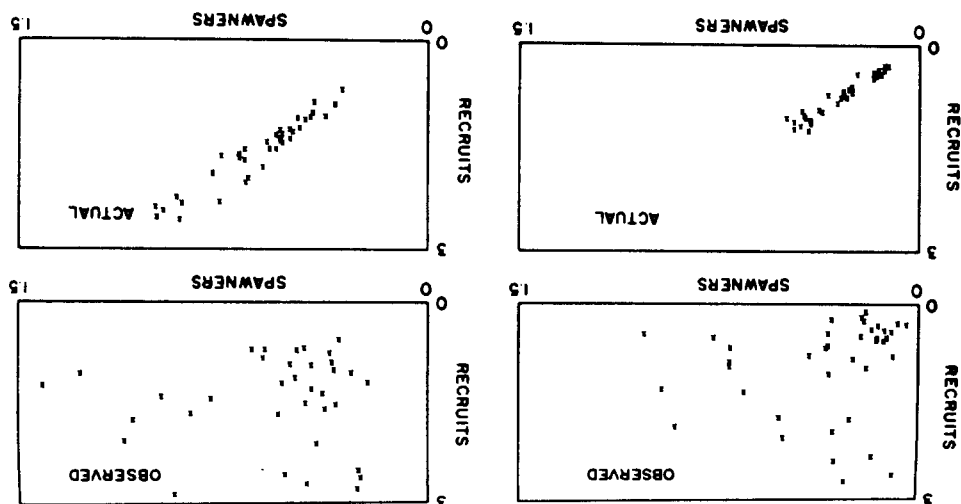 3
OBSERVED
RECRUITS
0
0
SPAWNERS
1.5
3
OBSERVED
RECRUITS
0
0
SPAWNERS
1.5
3
ACTUAL
RECRUITS
0
0
SPAWNERS
1.5
3
ACTUAL
RECRUITS
0
0
SPAWNERS
1.5